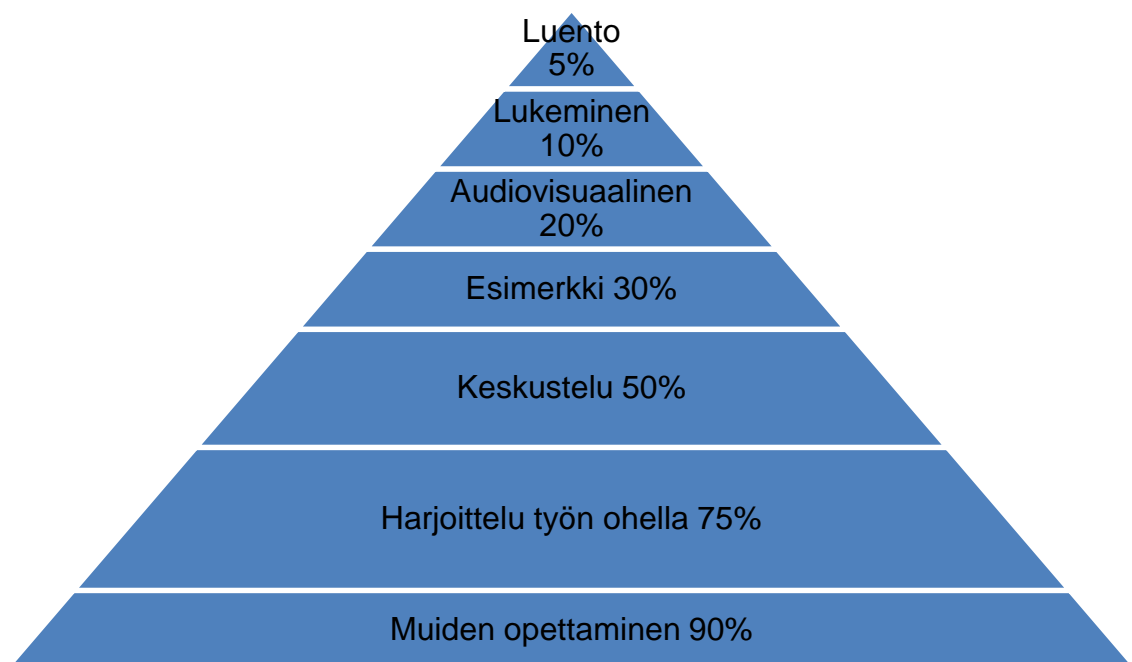 Luento
5%
Lukeminen
10%
Audiovisuaalinen
20%
Esimerkki 30%
Keskustelu 50%
Harjoittelu työn ohella 75%
Muiden opettaminen 90%